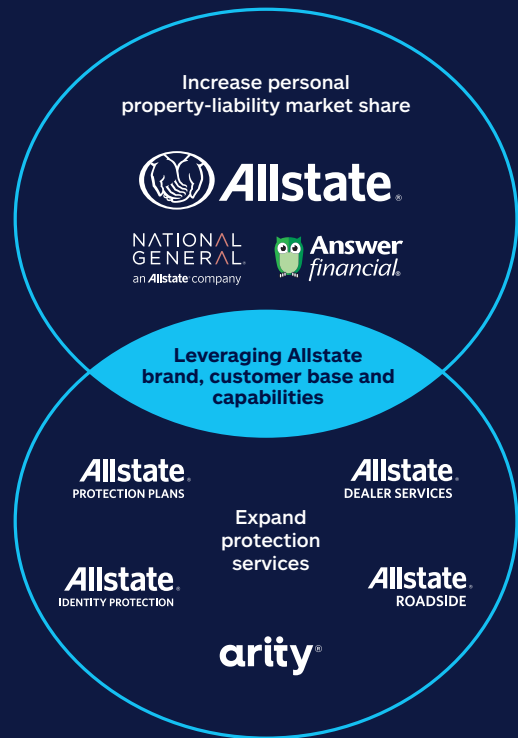 Increase personal
property-liability market share
Allstate®
NATIONAL
GENERAL®
an Allstate company
Answer
financial®
Leveraging Allstate
brand, customer base and
capabilities
Allstate®
PROTECTION PLANS
Allstate®
DEALER SERVICES
Expand
protection
services
Allstate®
IDENTITY PROTECTION
Allstate®
ROADSIDE
arity®